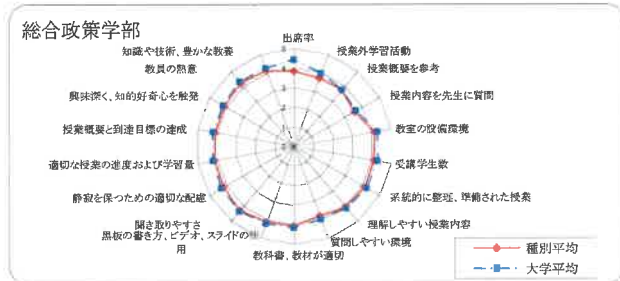 総合政策学部
出席率
授業外学習活動
授業概要を参考
授業内容を先生に質問
教室の設備環境
受講学生数
系統的に整理、準備された授業
理解しやすい授業内容
質問しやすい環境
教科書、教材が適切
黒板の書き方、ビデオ、スライドの
用
聞き取りやすさ
静寂を保つための適切な配慮
適切な授業の進度および学習量
授業概要と到達目標の達成
興味深く、知的好奇心を触発
教員の熱意
知識や技術、豊かな教養
5
4
3
2
種別平均
大学平均